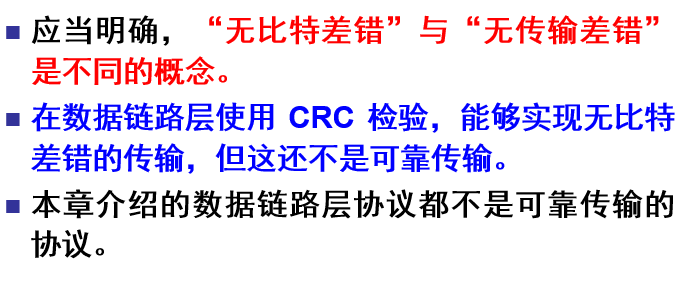 应当明确，“无比特差错”与“无传输差错”
是不同的概念。
在数据链路层使用 CRC 检验，能够实现无比特
差错的传输，但这还不是可靠传输。
本章介绍的数据链路层协议都不是可靠传输的
协议。